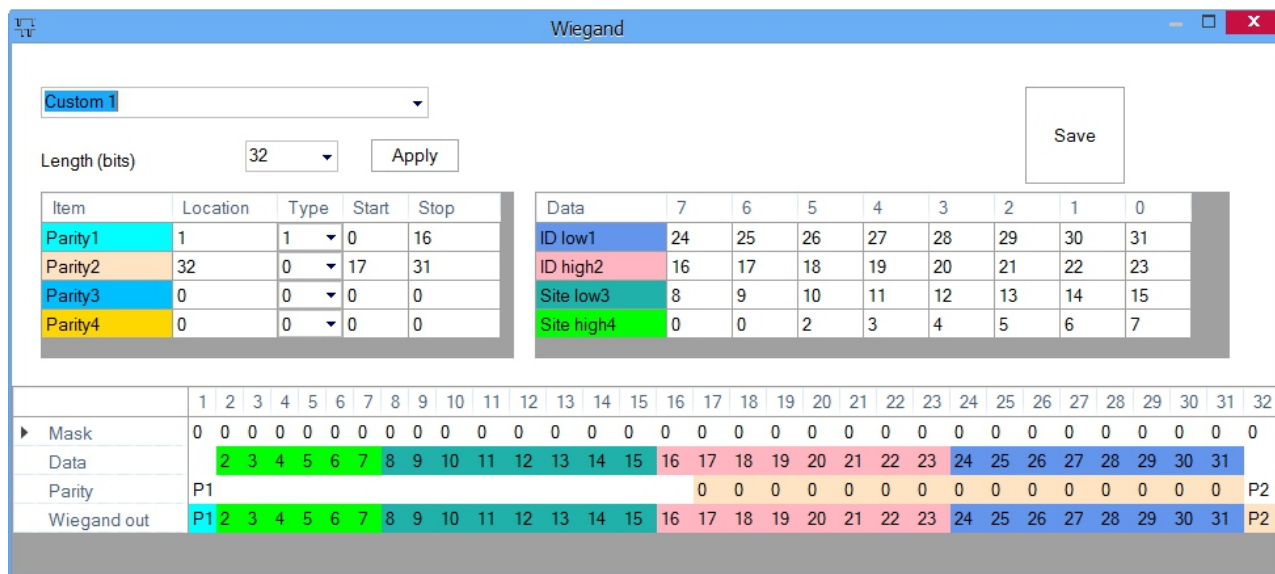 Wiegand
Custom 1
Save
Length (bits) 32 Apply
Item Location Type Start Stop
Parity1 1 1 0 16
Parity2 32 0 17 31
Parity3 0 0 0 0
Parity4 0 0 0 0
Data 7 6 5 4 3 2 1 0
ID low1 24 25 26 27 28 29 30 31
ID high2 16 17 18 19 20 21 22 23
Site low3 8 9 10 11 12 13 14 15
Site high4 0 0 2 3 4 5 6 7
1 2 3 4 5 6 7 8 9 10 11 12 13 14 15 16 17 18 19 20 21 22 23 24 25 26 27 28 29 30 31 32
Mask 0 0 0 0 0 0 0 0 0 0 0 0 0 0 0 0 0 0 0 0 0 0 0 0 0 0 0 0 0 0 0 0
Data 2 3 4 5 6 7 8 9 10 11 12 13 14 15 16 17 18 19 20 21 22 23 24 25 26 27 28 29 30 31
Parity P1 0 0 0 0 0 0 0 0 0 0 0 0 0 0 0 P2
Wiegand out P1 2 3 4 5 6 7 8 9 10 11 12 13 14 15 16 17 18 19 20 21 22 23 24 25 26 27 28 29 30 31 P2